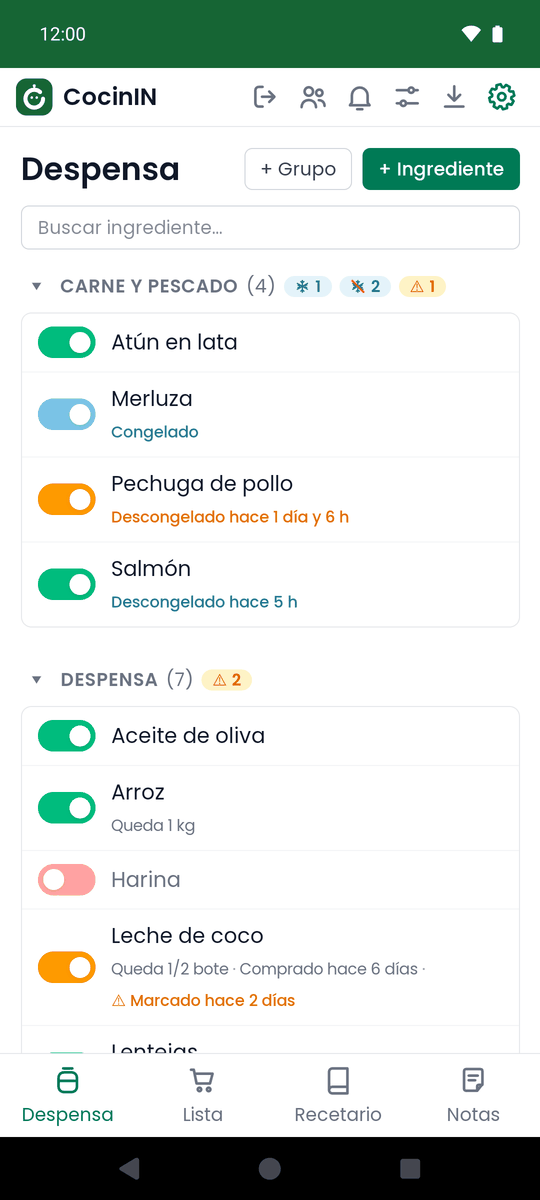 12:00
CocinIN
Despensa
+ Grupo
+ Ingrediente
Buscar ingrediente...
CARNE Y PESCADO (4) 1 2 ⚠ 1
Atún en lata
Merluza
Congelado
Pechuga de pollo
Descongelado hace 1 día y 6 h
Salmón
Descongelado hace 5 h
DESPENSA (7) ⚠ 2
Aceite de oliva
Arroz
Queda 1 kg
Harina
Leche de coco
Queda 1/2 bote · Comprado hace 6 días ·
⚠ Marcado hace 2 días
Lentejas
Despensa
Lista
Recetario
Notas